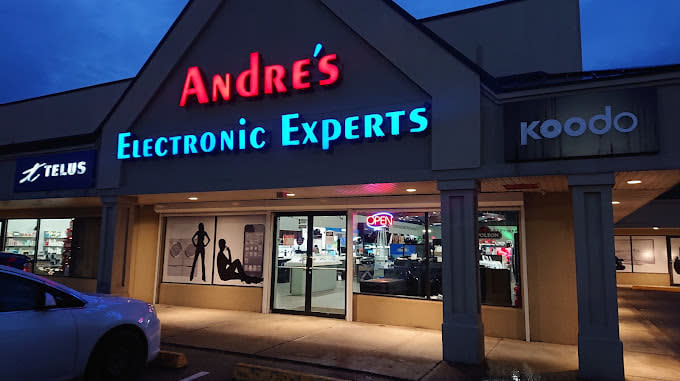 ANDRE'S
ELECTRONIC EXPERTS
TELUS
koodo
OPEN